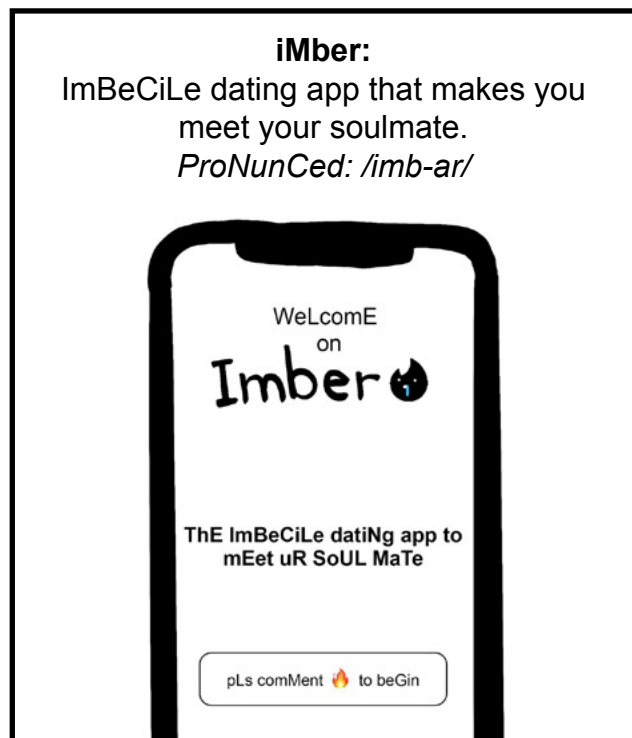 iMber:
ImBeCiLe dating app that makes you
meet your soulmate.
ProNunCed: /imb-ar/
WeLcomE
on
Imber
ThE ImBeCiLe datiNg app to
mEet uR SoUL MaTe
pLs comMent 🔥 to beGin